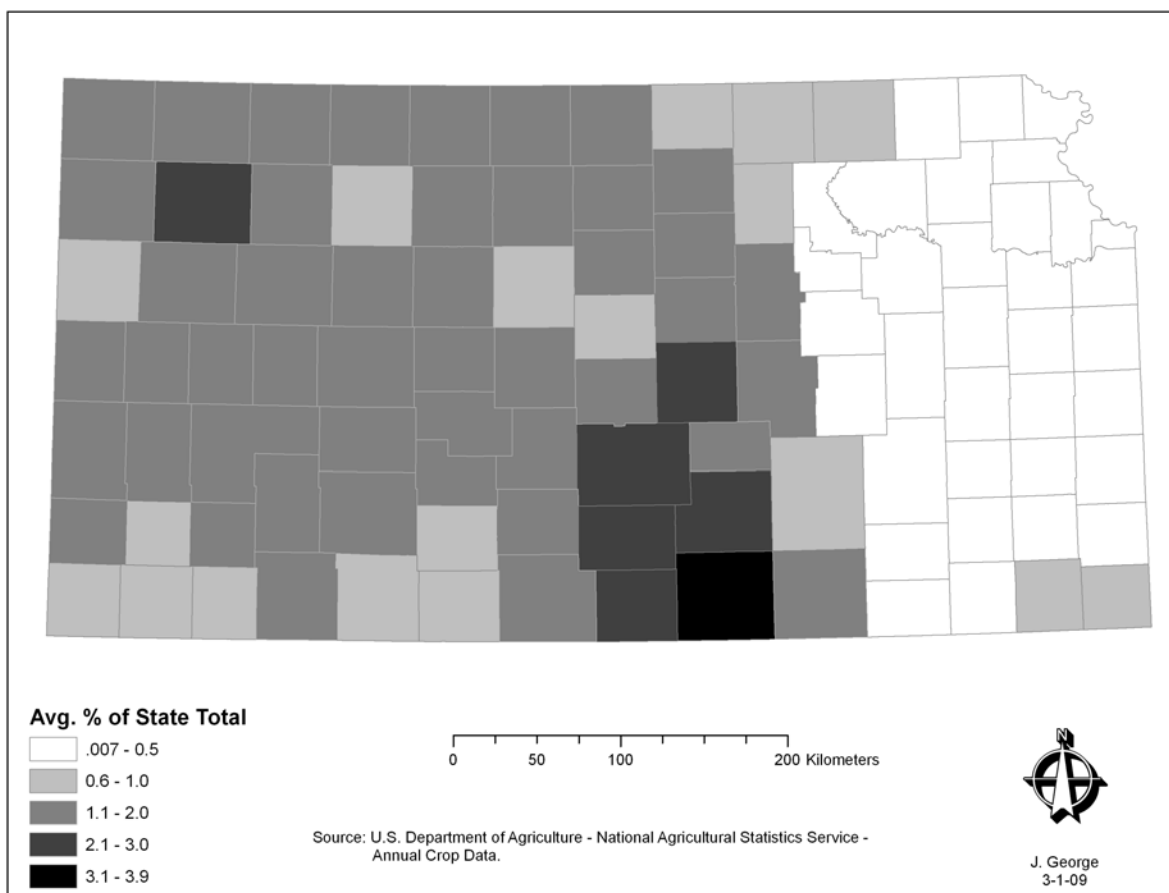 Avg. % of State Total
.007 - 0.5
0.6 - 1.0
1.1 - 2.0
2.1 - 3.0
3.1 - 3.9
0 50 100 200 Kilometers
Source: U.S. Department of Agriculture - National Agricultural Statistics Service -
Annual Crop Data.
N
J. George
3-1-09